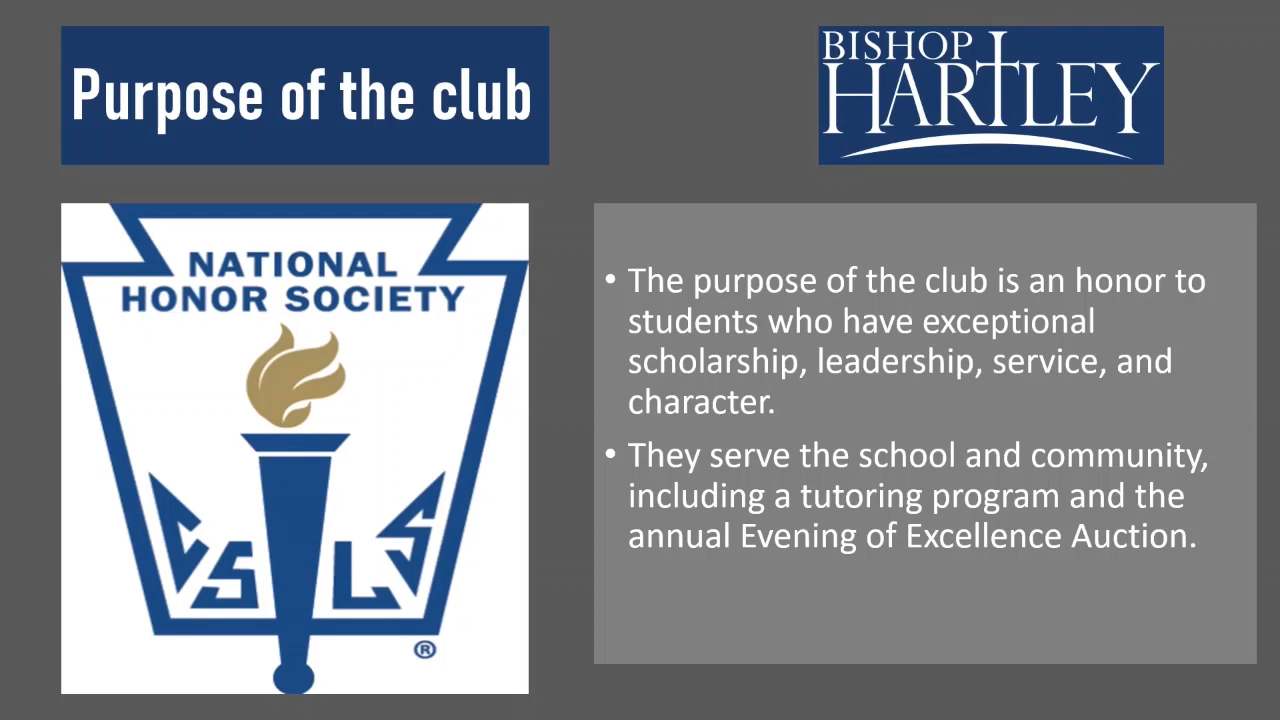 Purpose of the club
BISHOP
HARTLEY
NATIONAL
HONOR SOCIETY
C S L S
®
• The purpose of the club is an honor to
students who have exceptional
scholarship, leadership, service, and
character.
• They serve the school and community,
including a tutoring program and the
annual Evening of Excellence Auction.